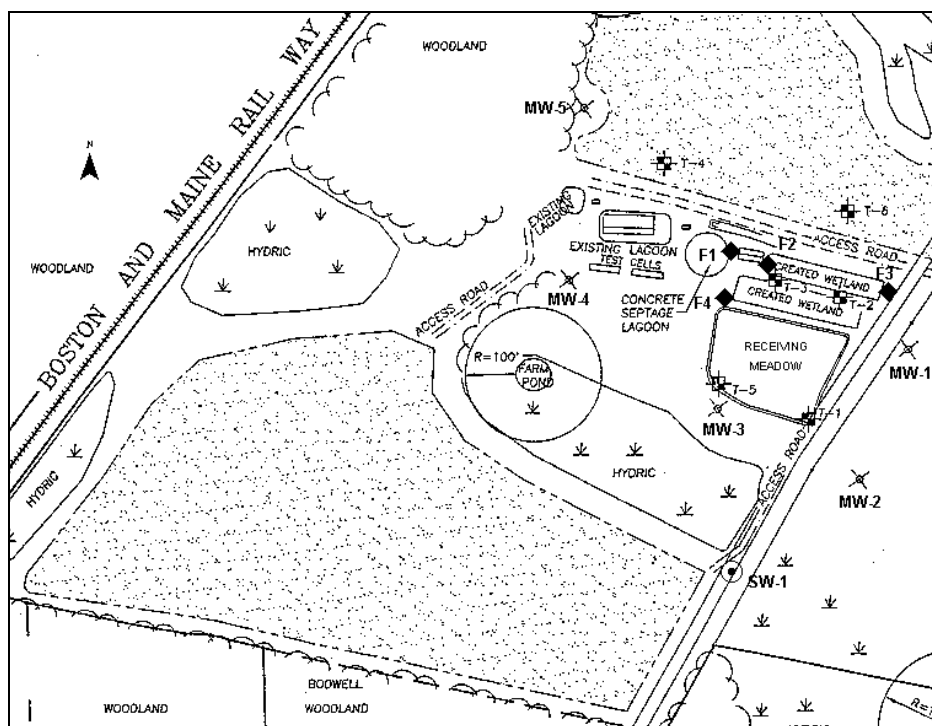 BOSTON AND MAINE RAIL WAY
WOODLAND
N
MW-5
T-4
T-6
WOODLAND
HYDRIC
EXISTING
LAGOON
EXISTING LAGOON
TEST CELLS
F1
F2
ACCESS ROAD
F3
CREATED WETLAND
T-3
T-2
CREATED WETLAND
F4
CONCRETE
SEPTAGE
LAGOON
MW-4
ACCESS ROAD
RECEIVING
MEADOW
MW-1
R=100'
FARM
POND
T-5
T-1
MW-3
HYDRIC
ACCESS ROAD
MW-2
HYDRIC
SW-1
BODWELL
WOODLAND
WOODLAND